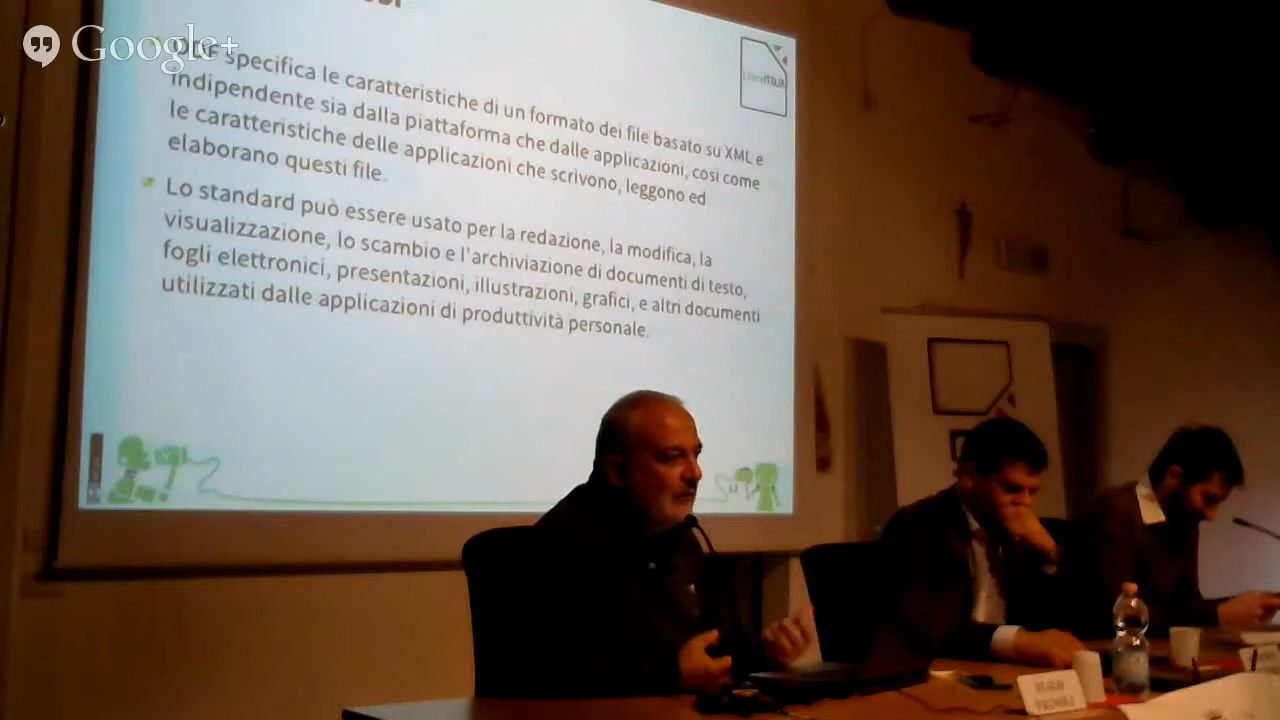 Google+
ODF specifica le caratteristiche di un formato dei file basato su XML e
indipendente sia dalla piattaforma che dalle applicazioni, così come
le caratteristiche delle applicazioni che scrivono, leggono ed
elaborano questi file.
Lo standard può essere usato per la redazione, la modifica, la
visualizzazione, lo scambio e l'archiviazione di documenti di testo,
fogli elettronici, presentazioni, illustrazioni, grafici, e altri documenti
utilizzati dalle applicazioni di produttività personale.
LibreITALIA